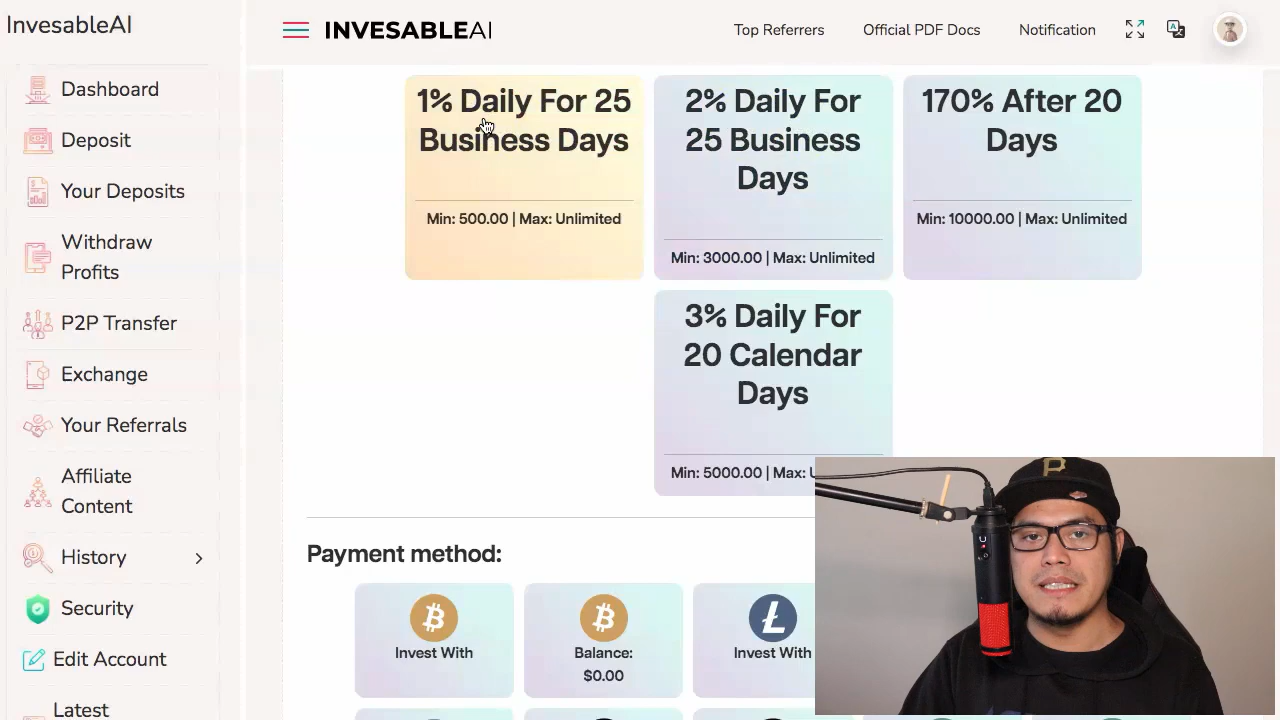 InvesableAI
Dashboard
Deposit
Your Deposits
Withdraw
Profits
P2P Transfer
Exchange
Your Referrals
Affiliate
Content
History
Security
Edit Account
Latest
INVESABLEAI
Top Referrers
Official PDF Docs
Notification
1% Daily For 25
Business Days
Min: 500.00 | Max: Unlimited
2% Daily For
25 Business
Days
Min: 3000.00 | Max: Unlimited
170% After 20
Days
Min: 10000.00 | Max: Unlimited
3% Daily For
20 Calendar
Days
Min: 5000.00 | Max: U
Payment method:
Invest With
Balance:
$0.00
Invest With
P